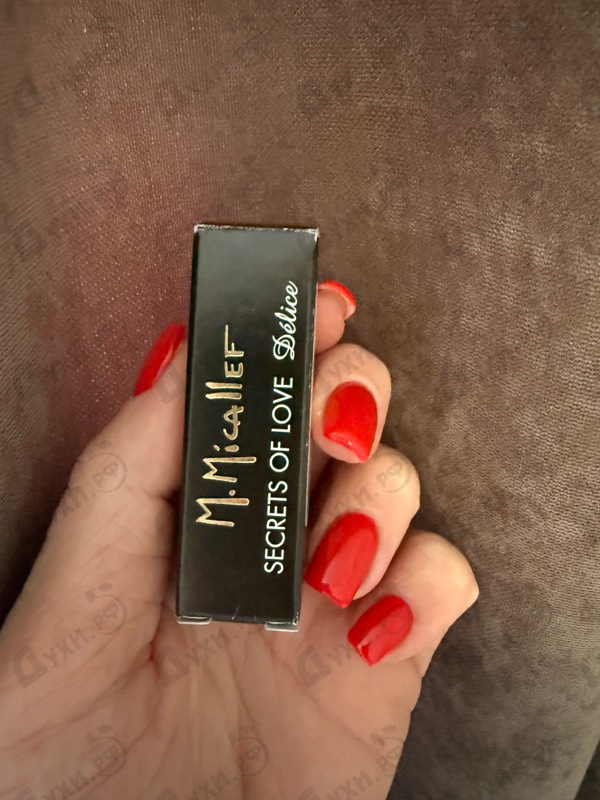 M. Micallef
SECRETS OF LOVE Délice
Духи.рф